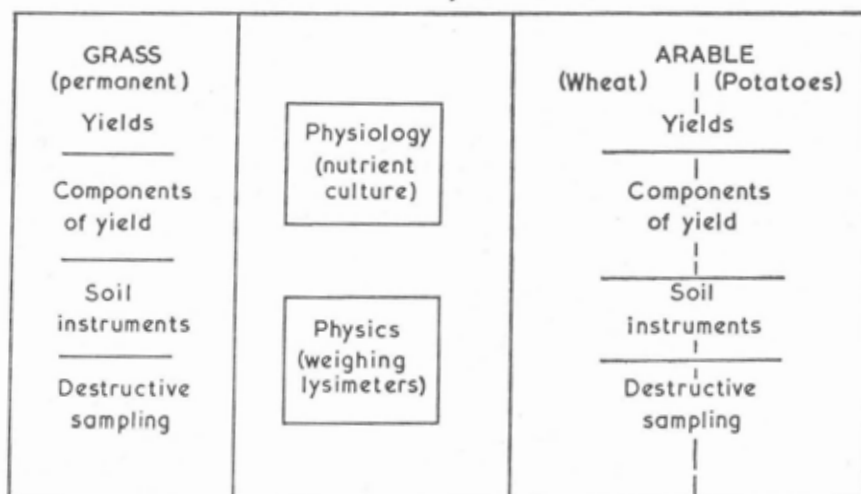 GRASS
(permanent)
Yields
Components
of yield
Soil
instruments
Destructive
sampling
Physiology
(nutrient
culture)
Physics
(weighing
lysimeters)
ARABLE
(Wheat) (Potatoes)
Yields
Components
of yield
Soil
instruments
Destructive
sampling